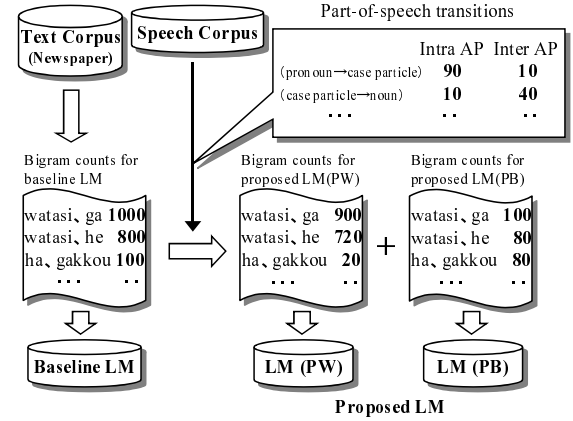 Part-of-speech transitions
Text Corpus
(Newspaper)
Speech Corpus
Intra AP Inter AP
(pronoun→case particle) 90 10
(case particle→noun) 10 40
... .. ..
Bigram counts for
baseline LM
Bigram counts for
proposed LM(PW)
Bigram counts for
proposed LM(PB)
watasi、ga 1000
watasi、he 800
ha、gakkou 100
... ..
watasi、ga 900
watasi、he 720
ha、gakkou 20
... ..
+
watasi、ga 100
watasi、he 80
ha、gakkou 80
... ..
Baseline LM
LM (PW)
LM (PB)
Proposed LM